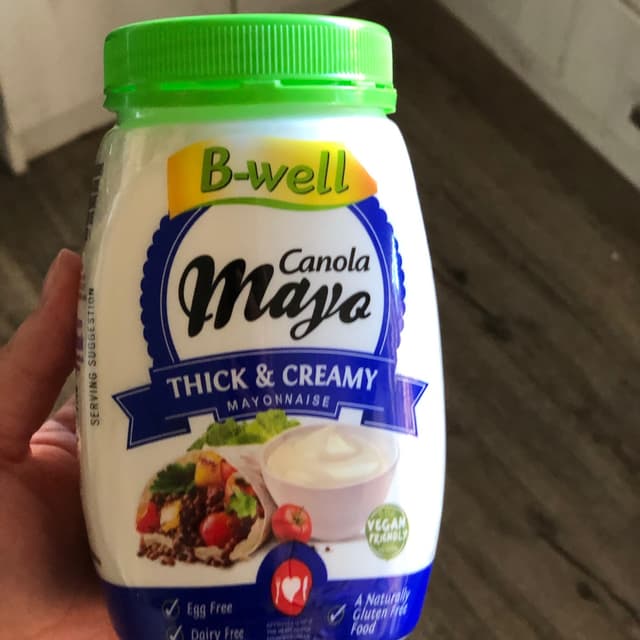 B-well
Canola
Mayo
THICK & CREAMY
MAYONNAISE
SERVING SUGGESTION
VEGAN
FRIENDLY
Egg Free
Dairy Free
A Naturally
Gluten Free
Food